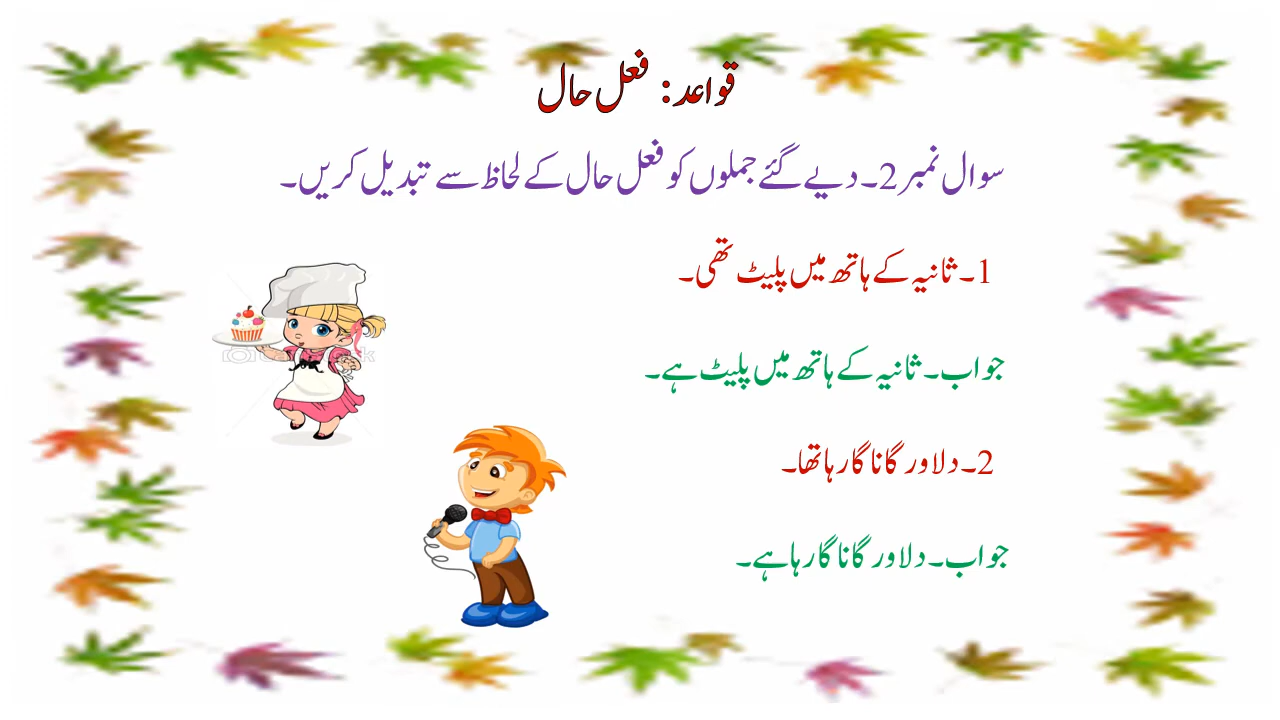 قواعد: فعل حال
سوال نمبر 2۔ دیے گئے جملوں کو فعل حال کے لحاظ سے تبدیل کریں۔
1۔ ثانیہ کے ہاتھ میں پلیٹ تھی۔
جواب۔ ثانیہ کے ہاتھ میں پلیٹ ہے۔
2۔ دلاور گانا گا رہا تھا۔
جواب۔ دلاور گانا گا رہا ہے۔